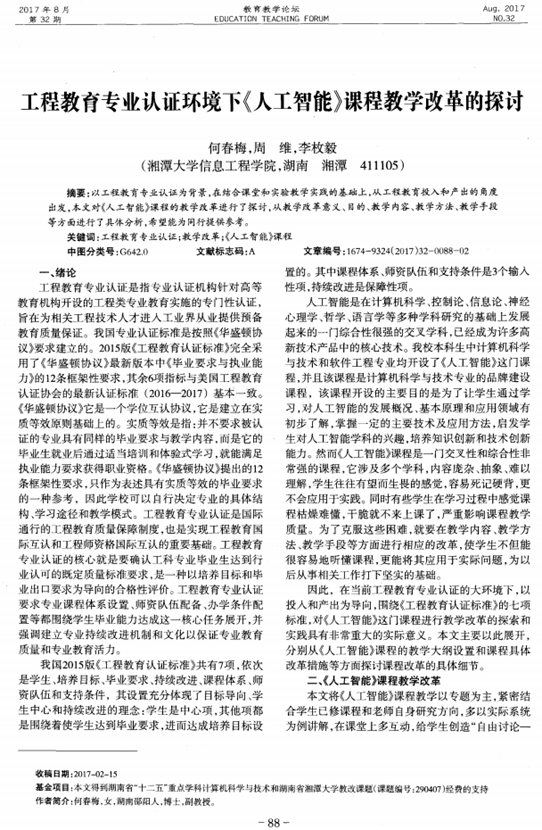 2017年8月
第32期
教育教学论坛
EDUCATION TEACHING FORUM
Aug. 2017
NO.32
工程教育专业认证环境下《人工智能》课程教学改革的探讨
何春梅,周　维,李枚毅
(湘潭大学信息工程学院,湖南　湘潭　411105)
摘要:以工程教育专业认证为背景,在结合课堂和实验教学实践的基础上,从工程教育投入和产出的角度
出发,本文对《人工智能》课程的教学改革进行了探讨,从教学改革意义、目的、教学内容、教学方法、教学手段
等方面进行了具体分析,希望能为同行提供参考。
关键词:工程教育专业认证;教学改革;《人工智能》课程
中图分类号:G642.0　文献标志码:A　文章编号:1674-9324(2017)32-0088-02
一、绪论
工程教育专业认证是指专业认证机构针对高等
教育机构开设的工程类专业教育实施的专门性认证,
旨在为相关工程技术人才进入工业界从业提供预备
教育质量保证。我国专业认证标准是按照《华盛顿协
议》要求建立的。2015版《工程教育认证标准》完全采
用了《华盛顿协议》最新版本中《毕业要求与执业能
力》的12条框架性要求,其余6项指标与美国工程教育
认证协会的最新认证标准（2016—2017）基本一致。
《华盛顿协议》它是一个学位互认协议,它是建立在实
质等效原则基础上的。实质等效是指:并不要求被认
证的专业具有同样的毕业要求与教学内容,而是它的
毕业生就业后通过适当培训和体验式学习,就能满足
执业能力要求获得职业资格。《华盛顿协议》提出的12
条框架性要求,只作为表述具有实质等效的毕业要求
的一种参考，因此学校可以自行决定专业的具体结
构、学习途径和教学模式。工程教育专业认证是国际
通行的工程教育质量保障制度,也是实现工程教育国
际互认和工程师资格国际互认的重要基础。工程教育
专业认证的核心就是要确认工科专业毕业生达到行
业认可的既定质量标准要求,是一种以培养目标和毕
业出口要求为导向的合格性评价。工程教育专业认证
要求专业课程体系设置、师资队伍配备、办学条件配
置等都围绕学生毕业能力达成这一核心任务展开,并
强调建立专业持续改进机制和文化以保证专业教育
质量和专业教育活力。
我国2015版《工程教育认证标准》共有7项,依次
是学生、培养目标、毕业要求、持续改进、课程体系、师
资队伍和支持条件，其设置充分体现了目标导向、学
生中心和持续改进的理念:学生是中心项,其他项都
是围绕着使学生达到毕业要求,进而达成培养目标设
置的。其中课程体系、师资队伍和支持条件是3个输入
性项,持续改进是保障性项。
人工智能是在计算机科学、控制论、信息论、神经
心理学、哲学、语言学等多种学科研究的基础上发展
起来的一门综合性很强的交叉学科,已经成为许多高
新技术产品中的核心技术。我校本科生中计算机科学
与技术和软件工程专业均开设了《人工智能》这门课
程,并且该课程是计算机科学与技术专业的品牌建设
课程，该课程开设的主要目的是为了让学生通过学
习,对人工智能的发展概况、基本原理和应用领域有
初步了解,掌握一定的主要技术及应用方法,启发学
生对人工智能学科的兴趣,培养知识创新和技术创新
能力。然而《人工智能》课程是一门交叉性和综合性非
常强的课程,它涉及多个学科,内容庞杂、抽象、难以
理解,学生往往有望而生畏的感觉,容易死记硬背,更
不会应用于实践。同时有些学生在学习过程中感觉课
程枯燥难懂,干脆就不来上课了,严重影响课程教学
质量。为了克服这些困难,就要在教学内容、教学方
法、教学手段等方面进行相应的改革,使学生不但能
很容易地听懂课程,更能将其应用于实际问题,为以
后从事相关工作打下坚实的基础。
因此，在当前工程教育专业认证的大环境下,以
投入和产出为导向,围绕《工程教育认证标准》的七项
标准,对《人工智能》这门课程进行教学改革的探索和
实践具有非常重大的实际意义。本文主要以此展开,
分别从《人工智能》课程的教学大纲设置和课程具体
改革措施等方面探讨课程改革的具体细节。
二、《人工智能》课程教学改革
本文将《人工智能》课程教学以专题为主,紧密结
合学生已修课程和老师自身研究方向,多以实际系统
为例讲解,在课堂上多互动,给学生创造“自由讨论—
收稿日期:2017-02-15
基金项目:本文得到湖南省“十二五”重点学科计算机科学与技术和湖南省湘潭大学教改课题(课题编号:290407)经费的支持
作者简介:何春梅,女,湖南邵阳人,博士,副教授。
－88－